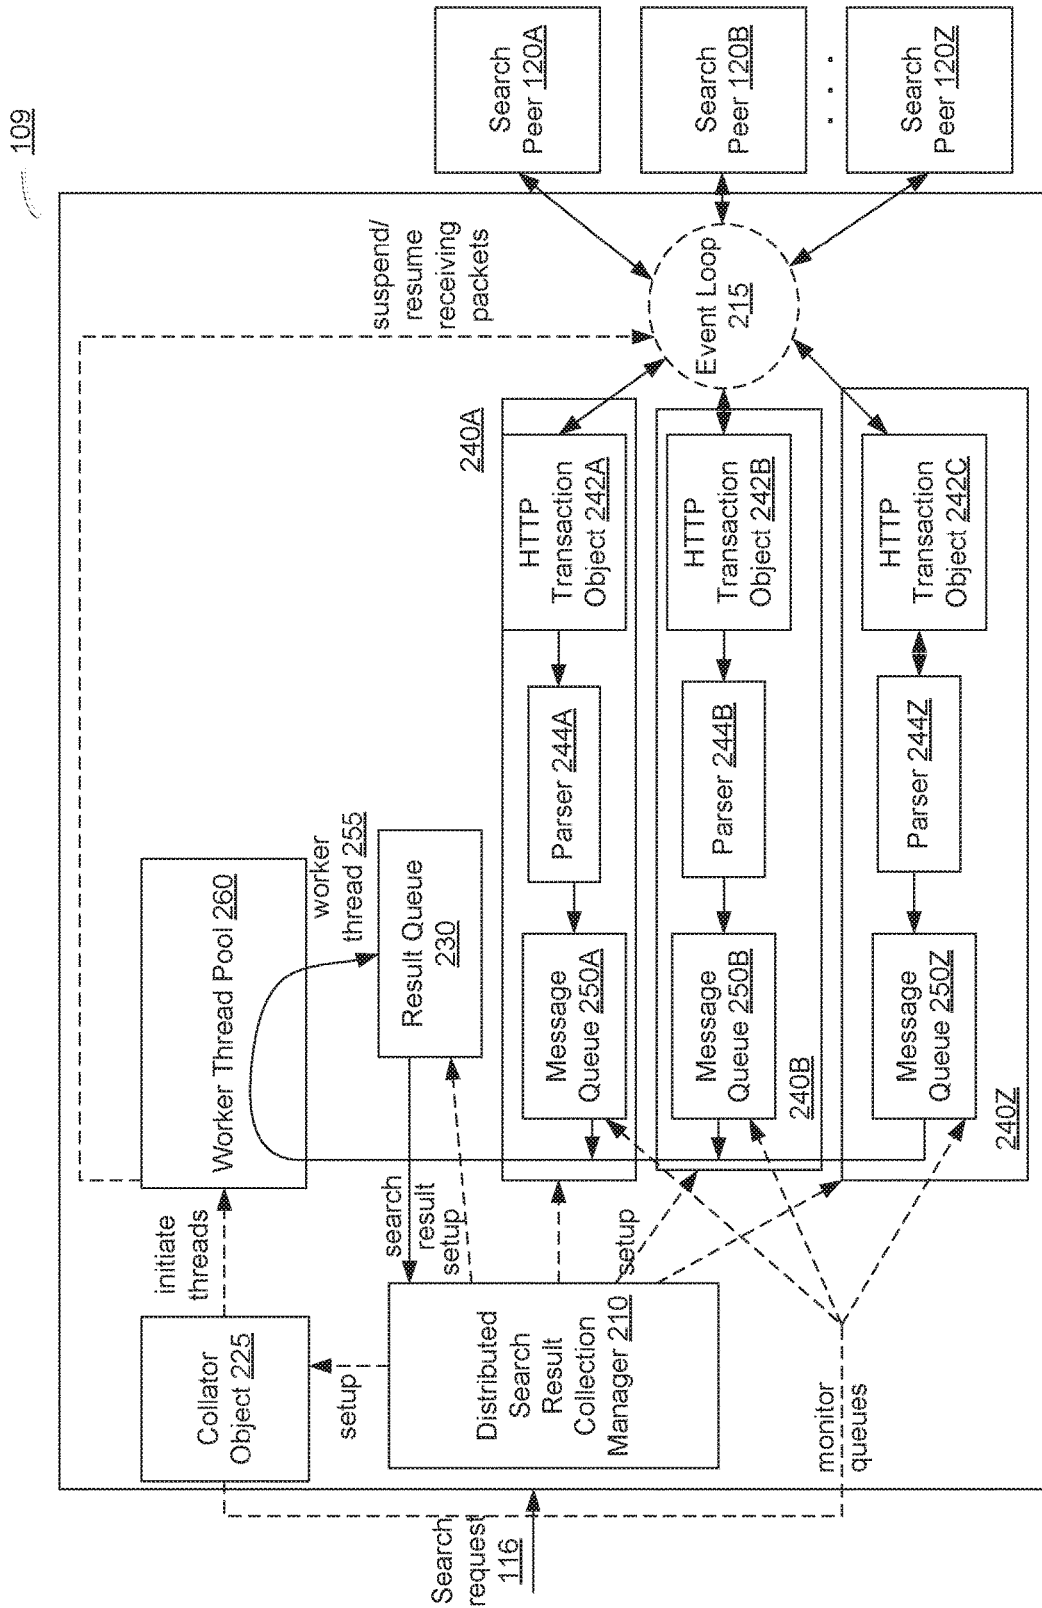 109
Search
request
116
Collator
Object 225
initiate
threads
Worker Thread Pool 260
suspend/
resume
receiving
packets
setup
worker
thread 255
Result Queue
230
search
result
setup
Distributed
Search
Result
Collection
Manager 210
setup
monitor
queues
240A
Message
Queue 250A
Parser 244A
HTTP
Transaction
Object 242A
240B
Message
Queue 250B
Parser 244B
HTTP
Transaction
Object 242B
240Z
Message
Queue 250Z
Parser 244Z
HTTP
Transaction
Object 242C
Event Loop
215
Search
Peer 120A
Search
Peer 120B
. . .
Search
Peer 120Z